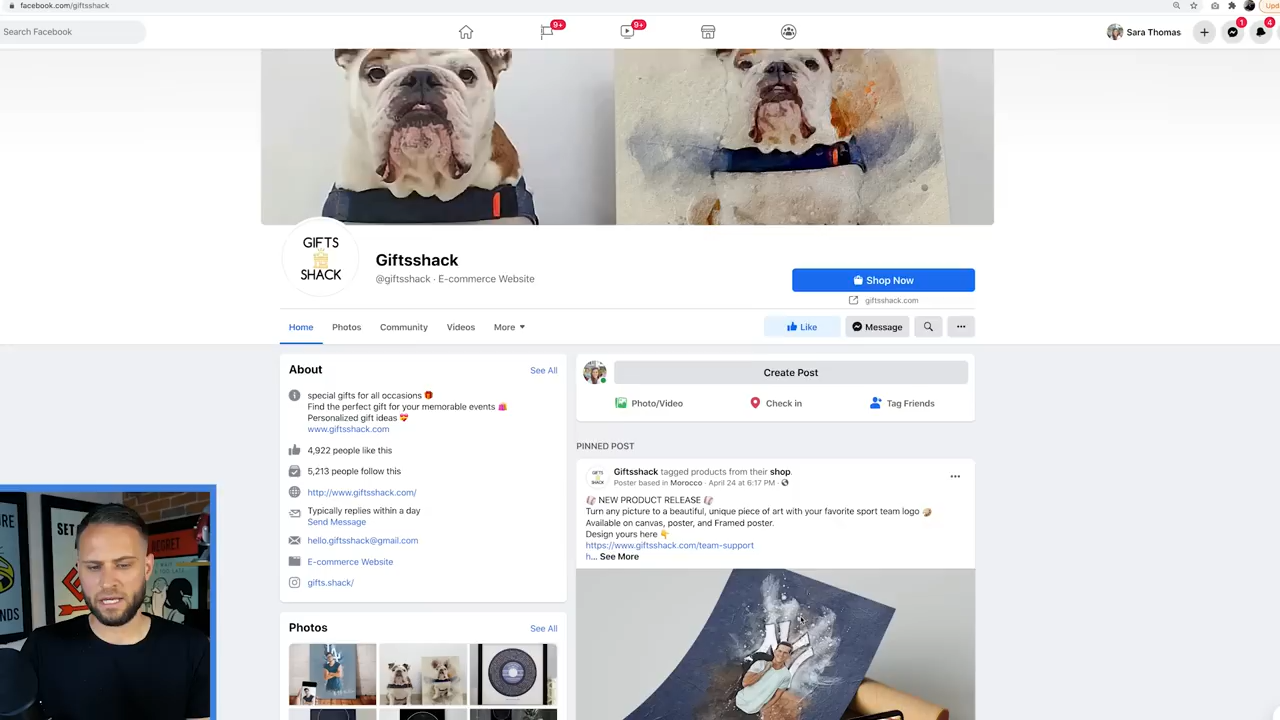 facebook.com/giftsshack
Upd
Search Facebook
9+
9+
Sara Thomas
1
4
GIFTS
SHACK
Giftsshack
@giftsshack · E-commerce Website
Shop Now
giftsshack.com
Home
Photos
Community
Videos
More
Like
Message
About
See All
special gifts for all occasions
Find the perfect gift for your memorable events
Personalized gift ideas
www.giftsshack.com
4,922 people like this
5,213 people follow this
http://www.giftsshack.com/
Typically replies within a day
Send Message
hello.giftsshack@gmail.com
E-commerce Website
gifts.shack/
Photos
See All
Create Post
Photo/Video
Check in
Tag Friends
PINNED POST
GIFTS
SHACK
Giftsshack tagged products from their shop.
Poster based in Morocco · April 24 at 6:17 PM ·
NEW PRODUCT RELEASE
Turn any picture to a beautiful, unique piece of art with your favorite sport team logo
Available on canvas, poster, and Framed poster.
Design yours here
https://www.giftsshack.com/team-support
h... See More
SET